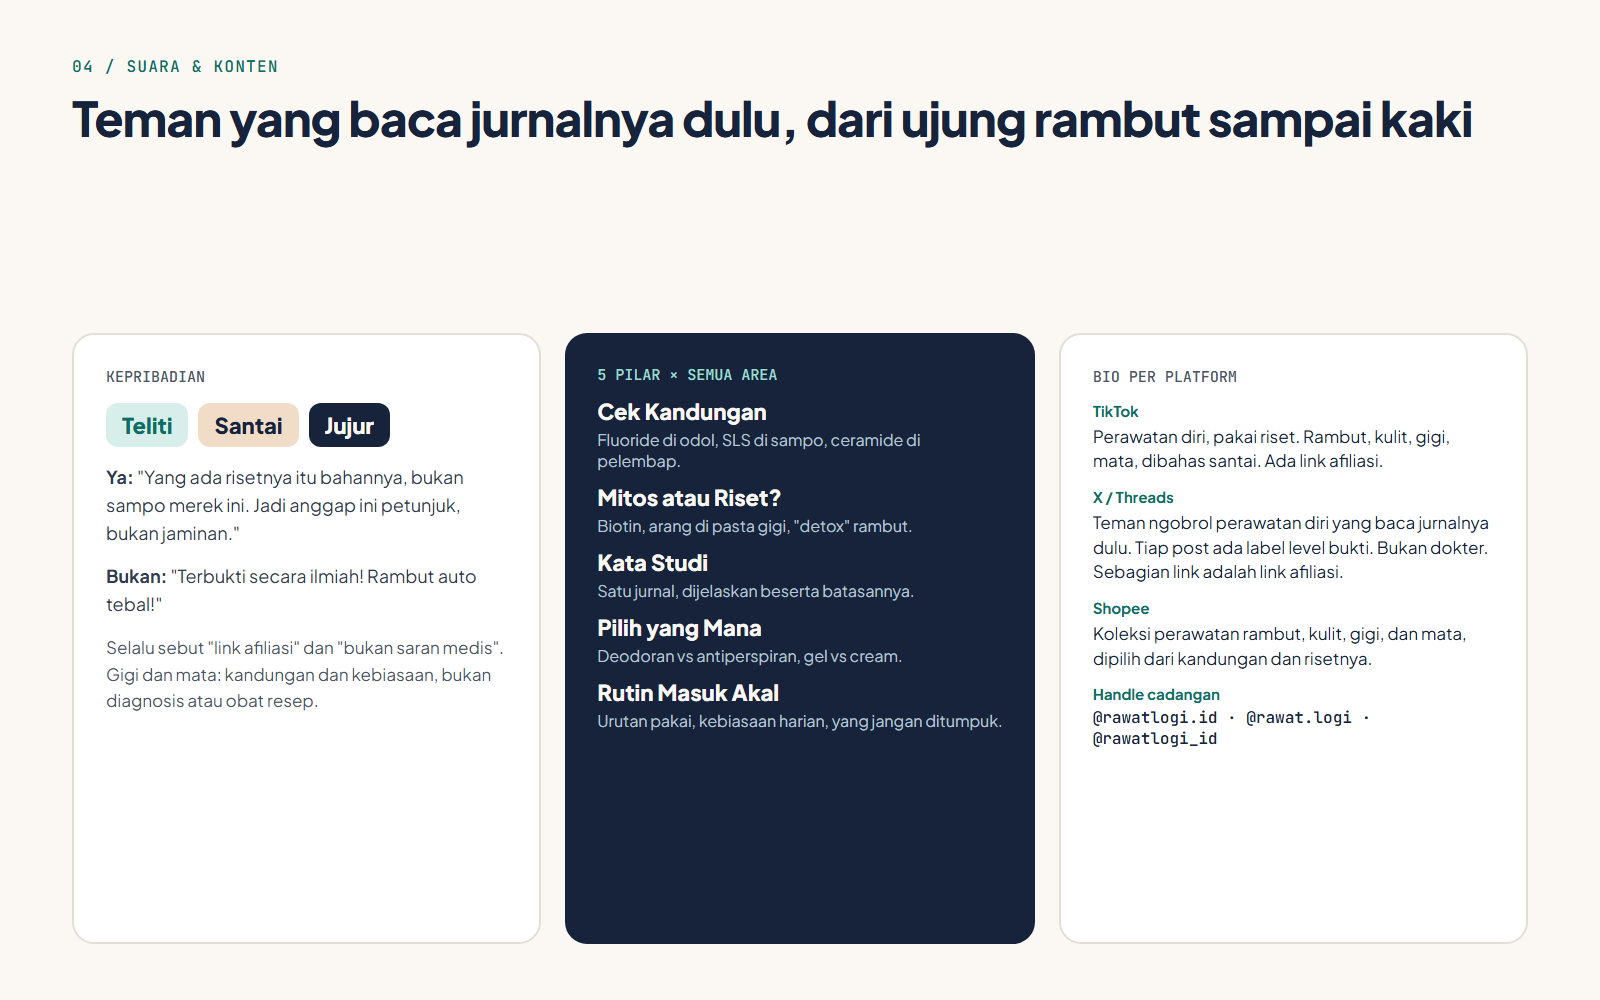 04 / SUARA & KONTEN
Teman yang baca jurnalnya dulu, dari ujung rambut sampai kaki
KEPRIBADIAN
Teliti
Santai
Jujur
Ya: "Yang ada risetnya itu bahannya, bukan
sampo merek ini. Jadi anggap ini petunjuk,
bukan jaminan."
Bukan: "Terbukti secara ilmiah! Rambut auto
tebal!"
Selalu sebut "link afiliasi" dan "bukan saran medis".
Gigi dan mata: kandungan dan kebiasaan, bukan
diagnosis atau obat resep.
5 PILAR × SEMUA AREA
Cek Kandungan
Fluoride di odol, SLS di sampo, ceramide di
pelembap.
Mitos atau Riset?
Biotin, arang di pasta gigi, "detox" rambut.
Kata Studi
Satu jurnal, dijelaskan beserta batasannya.
Pilih yang Mana
Deodoran vs antiperspiran, gel vs cream.
Rutin Masuk Akal
Urutan pakai, kebiasaan harian, yang jangan ditumpuk.
BIO PER PLATFORM
TikTok
Perawatan diri, pakai riset. Rambut, kulit, gigi,
mata, dibahas santai. Ada link afiliasi.
X / Threads
Teman ngobrol perawatan diri yang baca jurnalnya
dulu. Tiap post ada label level bukti. Bukan dokter.
Sebagian link adalah link afiliasi.
Shopee
Koleksi perawatan rambut, kulit, gigi, dan mata,
dipilih dari kandungan dan risetnya.
Handle cadangan
@rawatlogi.id · @rawat.logi ·
@rawatlogi_id